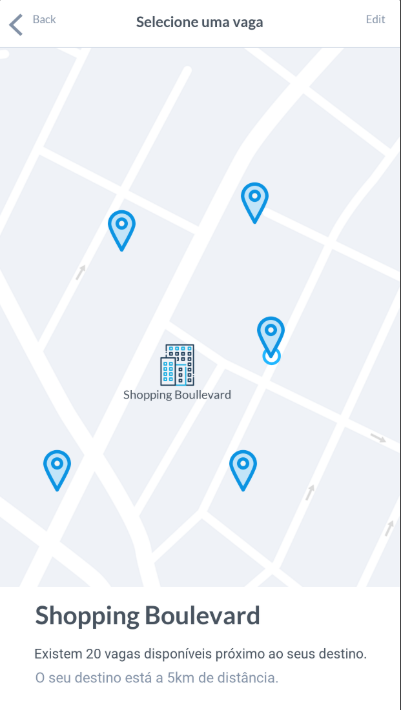 Back
Selecione uma vaga
Edit
Shopping Boullevard
Shopping Boulevard
Existem 20 vagas disponíveis próximo ao seus destino.
O seu destino está a 5km de distância.